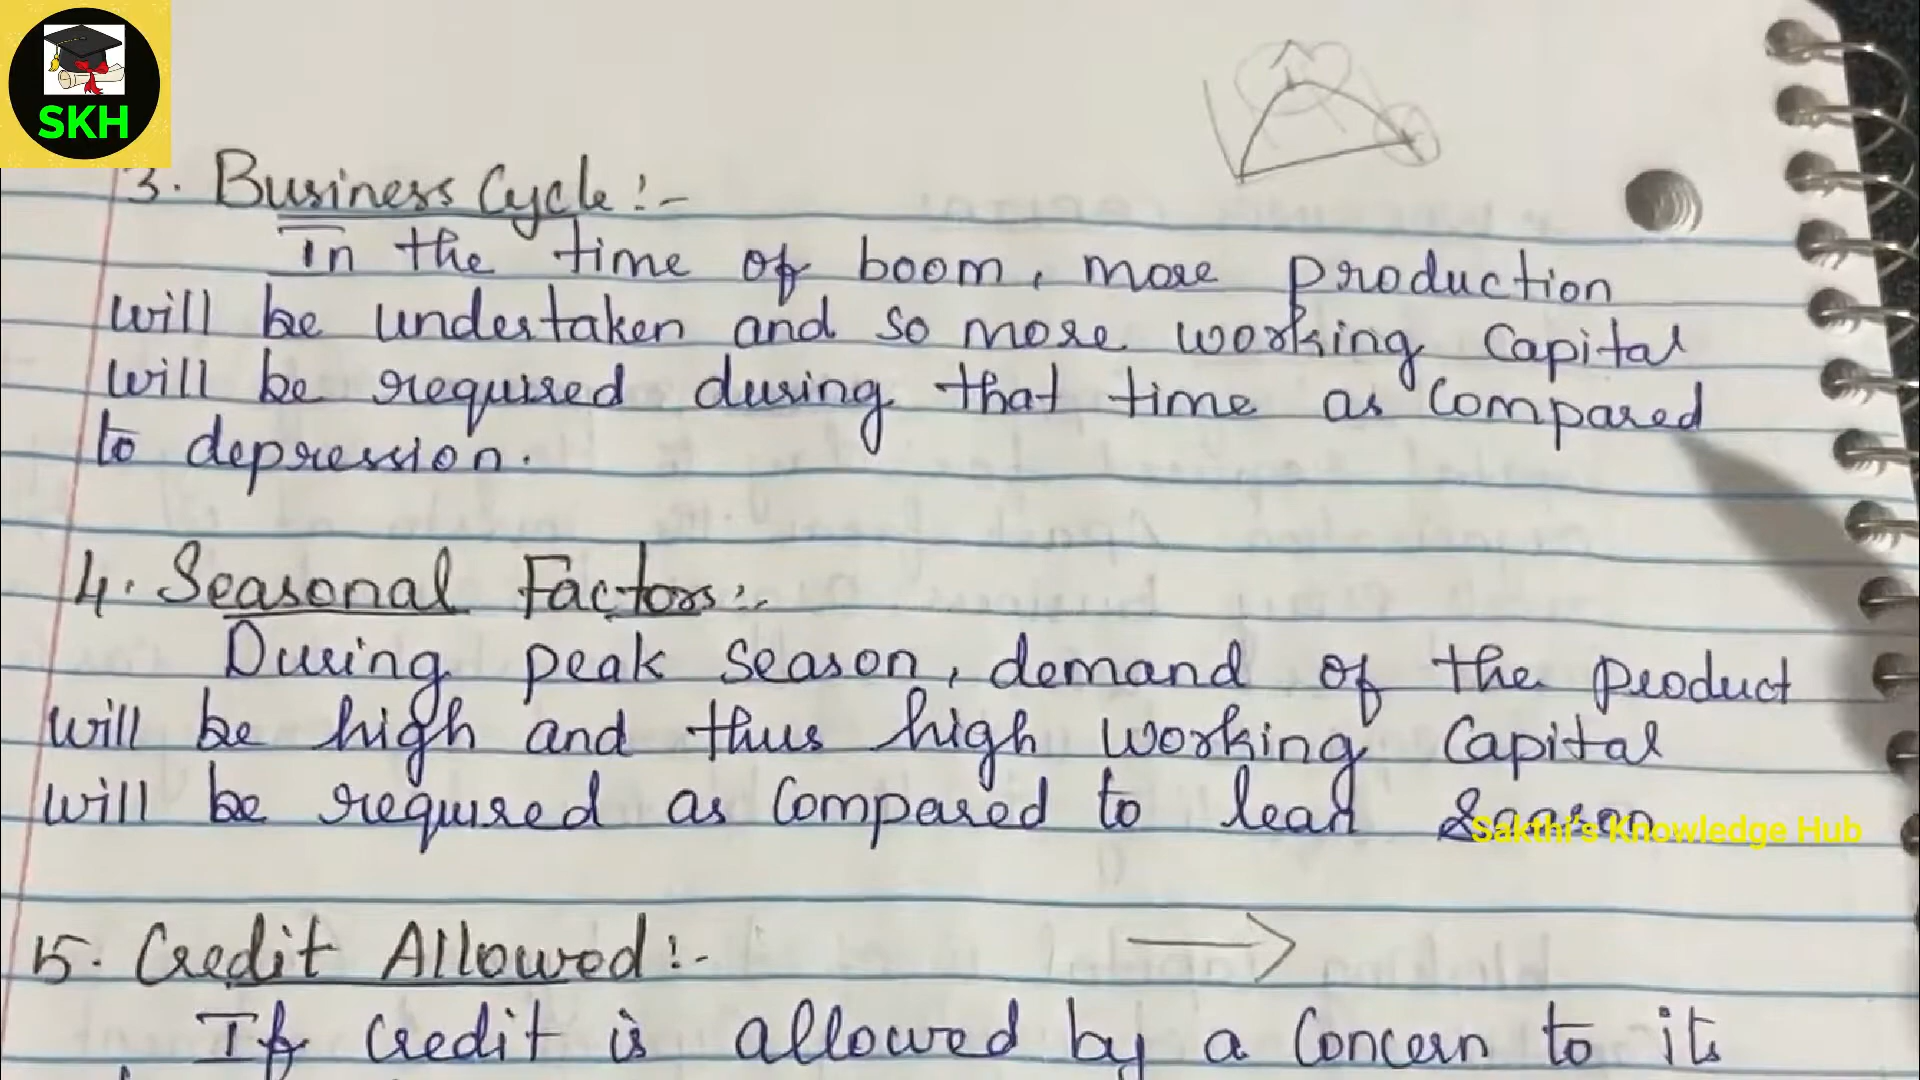 SKH
3. Business Cycle :-
In the time of boom, more production
will be undertaken and so more working Capital
will be required during that time as compared
to depression.
4. Seasonal Factors :-
During peak season, demand of the product
will be high and thus high working Capital
will be required as compared to lean season
Sakthi's Knowledge Hub
5. Credit Allowed :-
If credit is allowed by a concern to its